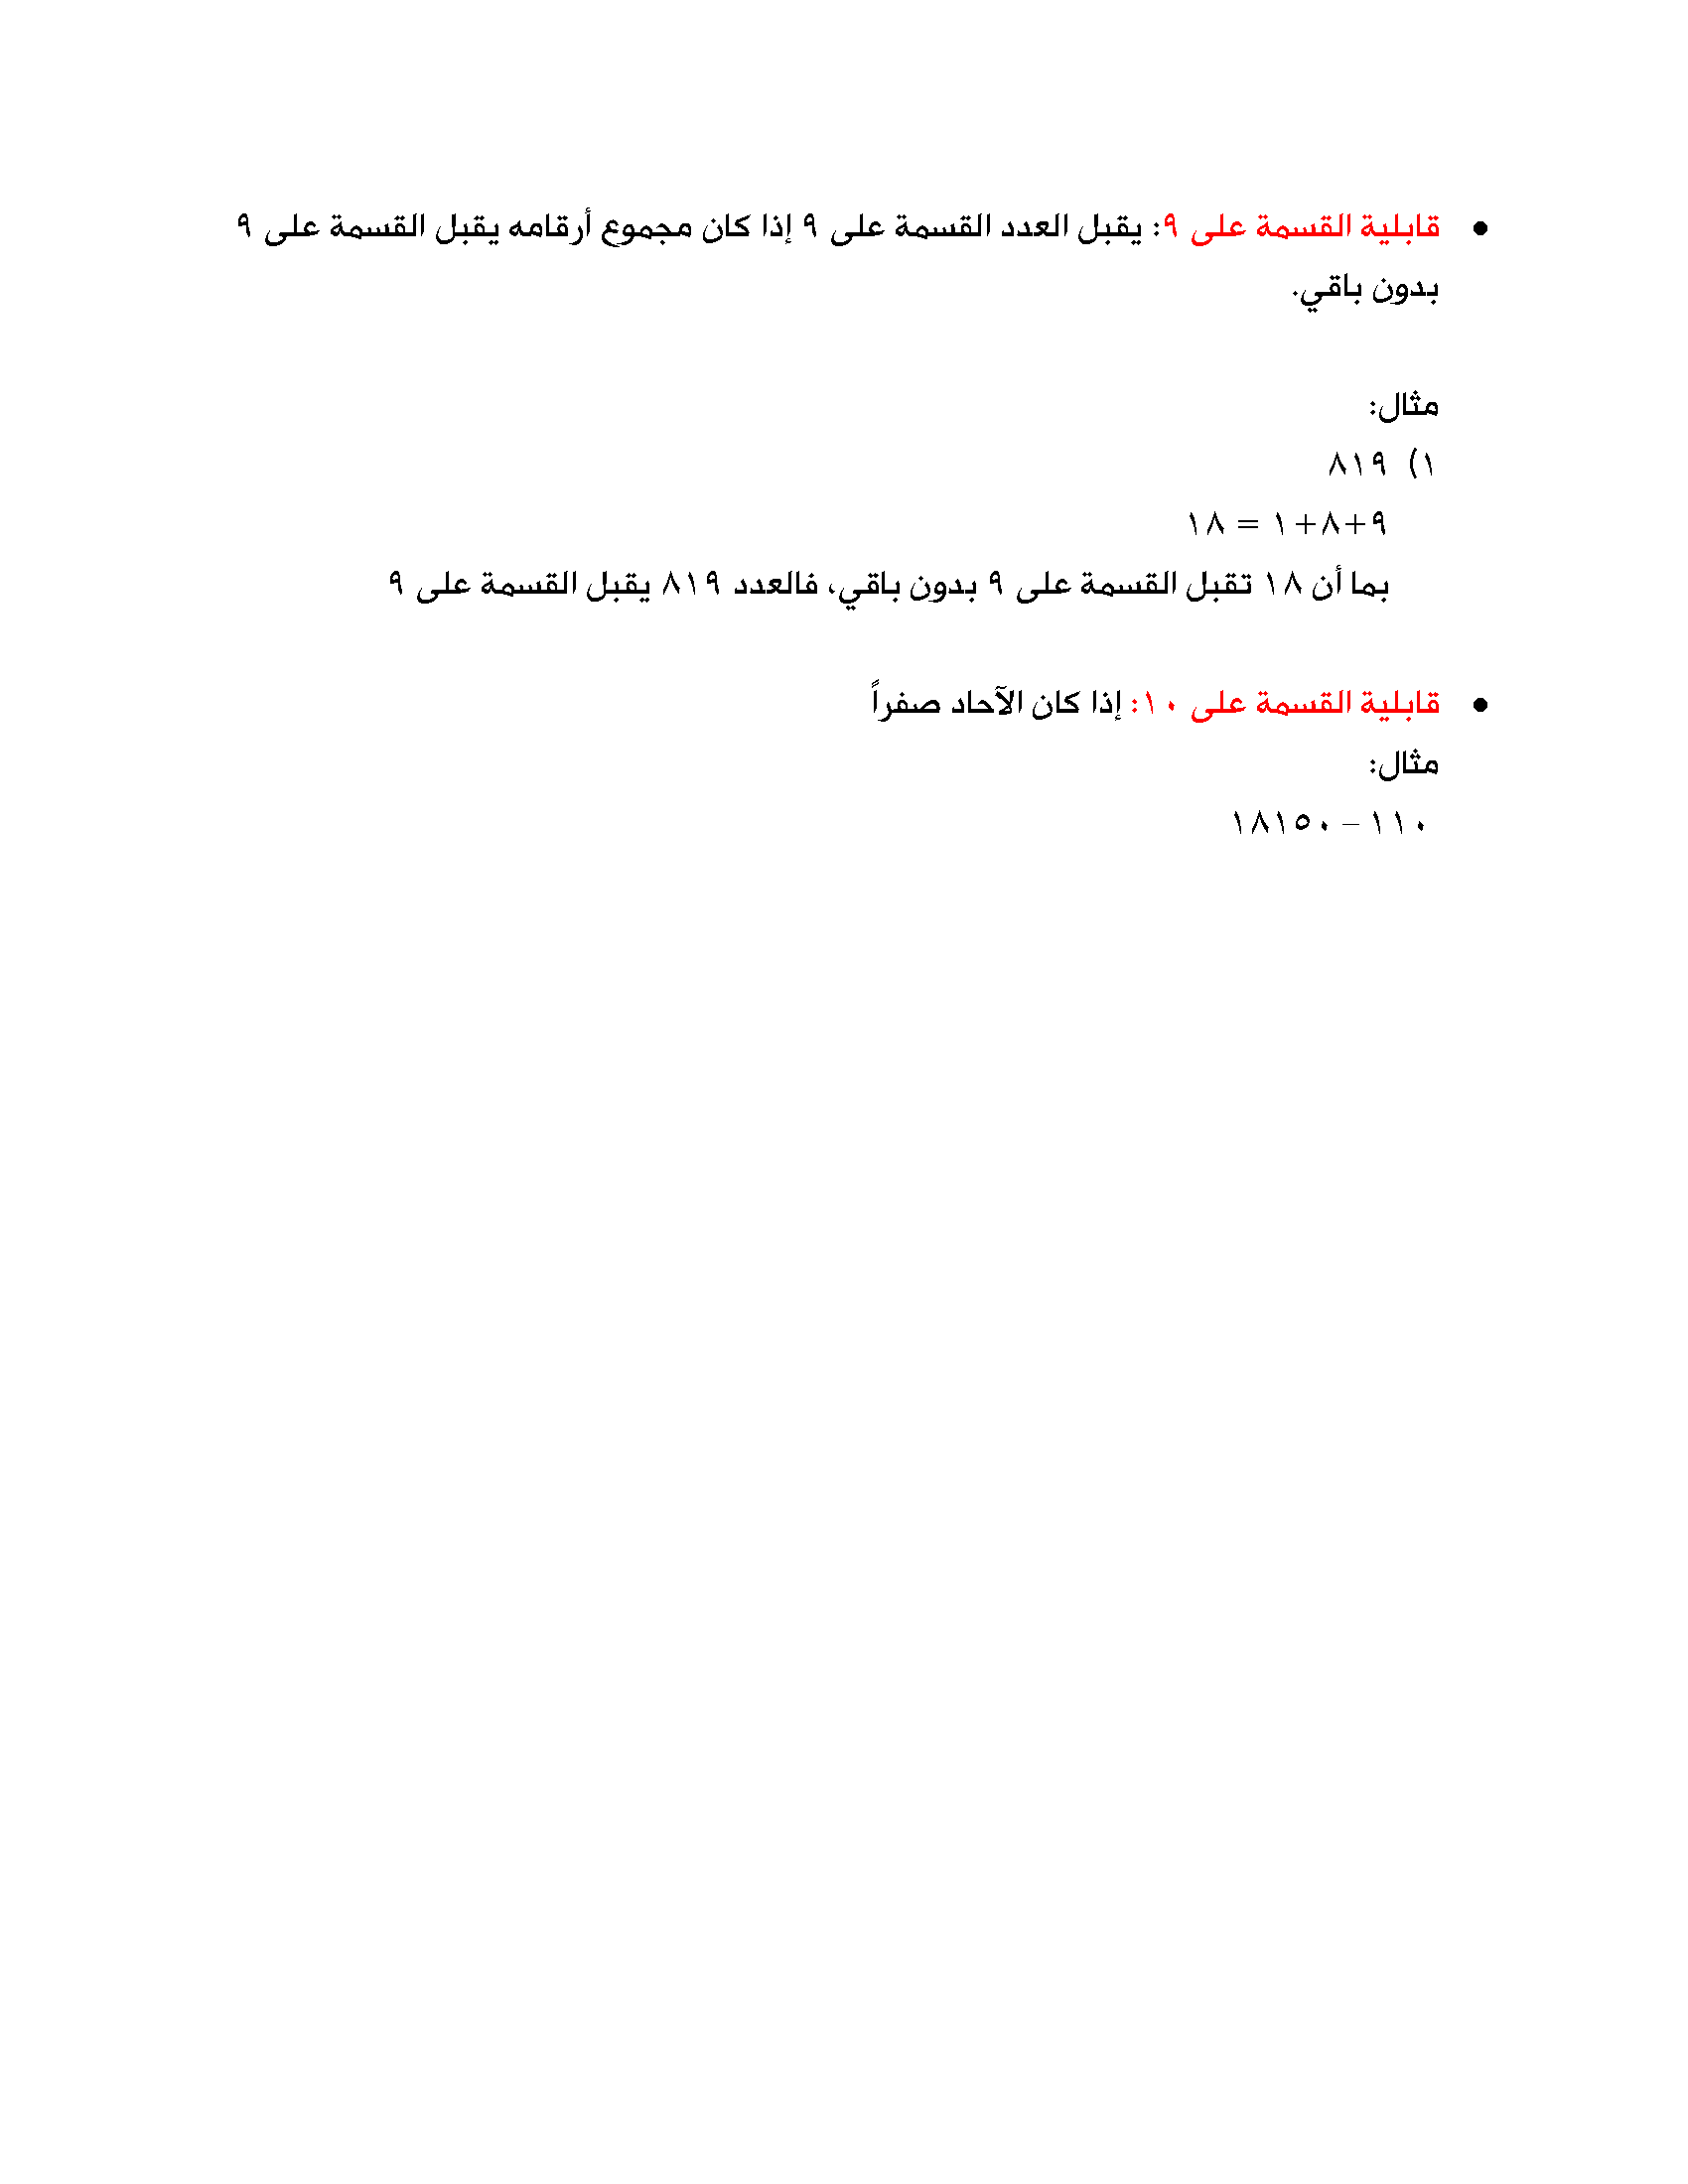 • قابلية القسمة على ٩: يقبل العدد القسمة على ٩ إذا كان مجموع أرقامه يقبل القسمة على ٩
بدون باقي.
مثال:
١) ٨١٩
٩+٨+١ = ١٨
بما أن ١٨ تقبل القسمة على ٩ بدون باقي، فالعدد ٨١٩ يقبل القسمة على ٩
• قابلية القسمة على ١٠: إذا كان الآحاد صفراً
مثال:
١١٠ – ١٨١٥٠